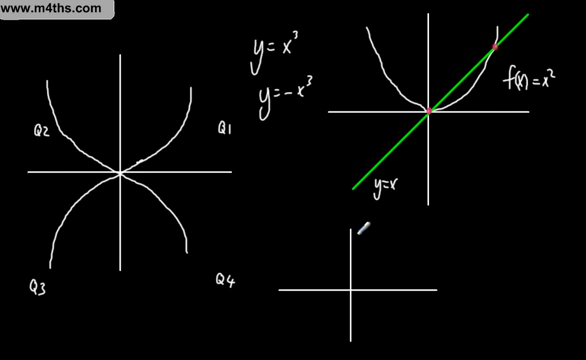 www.m4ths.com
y = x³
y = -x³
Q2
Q1
Q3
Q4
f(x) = x²
y = x